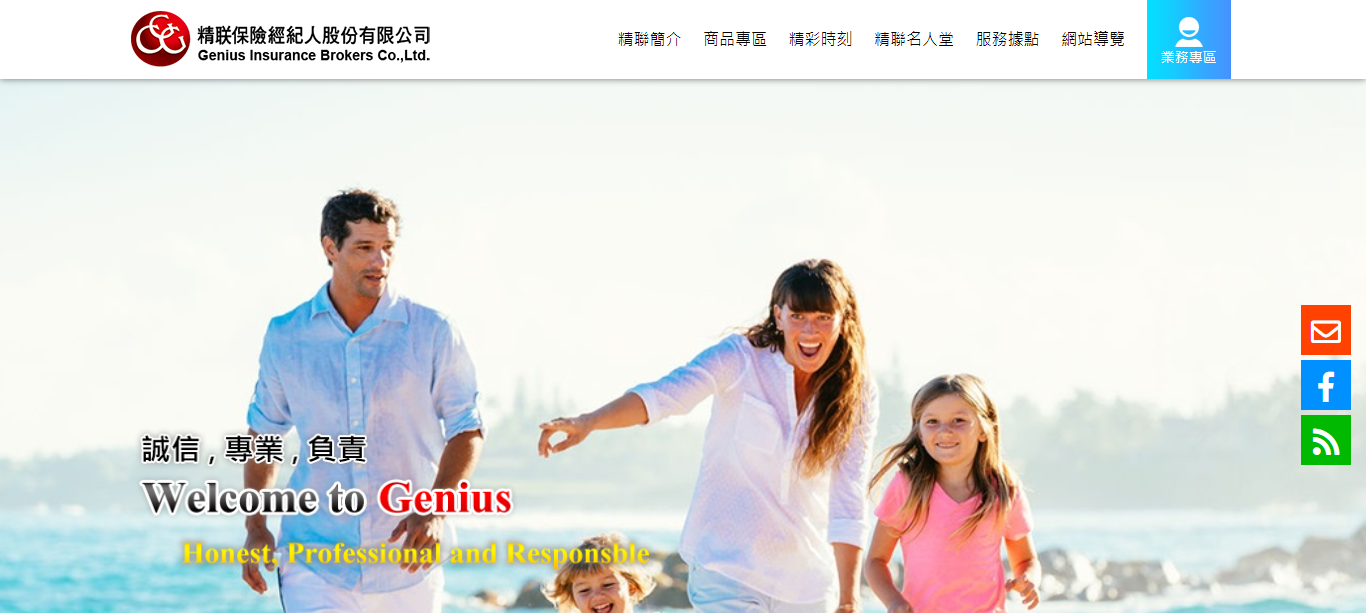 精联保險經紀人股份有限公司
Genius Insurance Brokers Co.,Ltd.
精聯簡介 商品專區 精彩時刻 精聯名人堂 服務據點 網站導覽
業務專區
誠信 , 專業 , 負責
Welcome to Genius
Honest, Professional and Responsble